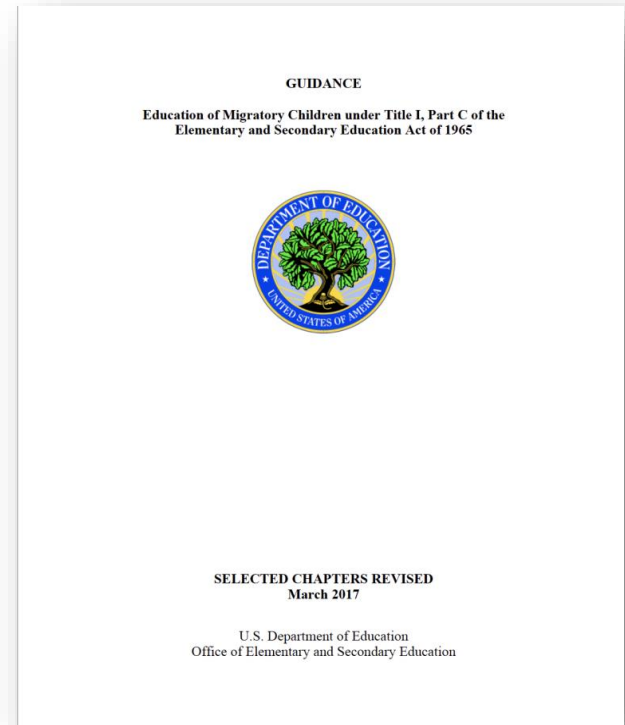 GUIDANCE
Education of Migratory Children under Title I, Part C of the
Elementary and Secondary Education Act of 1965
DEPARTMENT OF EDUCATION
UNITED STATES OF AMERICA
SELECTED CHAPTERS REVISED
March 2017
U.S. Department of Education
Office of Elementary and Secondary Education